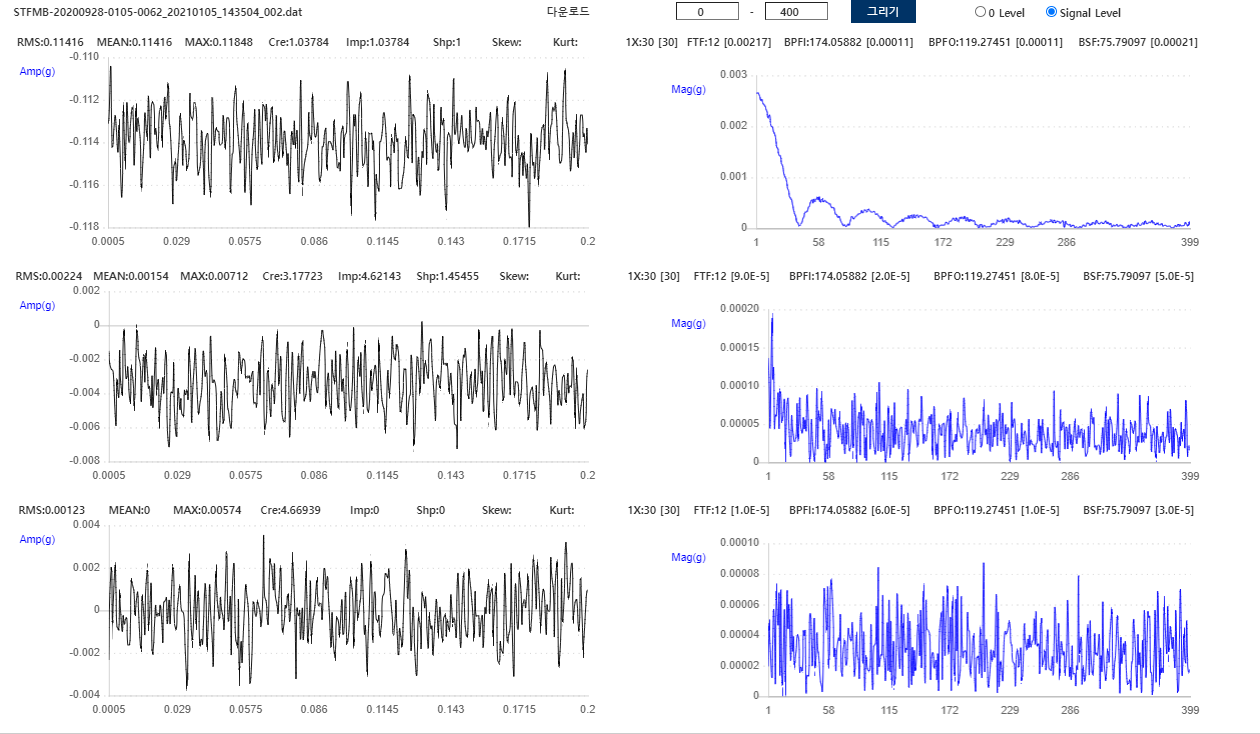 STFMB-20200928-0105-0062_20210105_143504_002.dat 다운로드 0 - 400 그리기 0 Level Signal Level
RMS:0.11416 MEAN:0.11416 MAX:0.11848 Cre:1.03784 Imp:1.03784 Shp:1 Skew: Kurt:
Amp(g)
-0.110
-0.112
-0.114
-0.116
-0.118
0.0005 0.029 0.0575 0.086 0.1145 0.143 0.1715 0.2
1X:30 [30] FTF:12 [0.00217] BPFI:174.05882 [0.00011] BPFO:119.27451 [0.00011] BSF:75.79097 [0.00021]
Mag(g)
0.003
0.002
0.001
0
1 58 115 172 229 286 399
RMS:0.00224 MEAN:0.00154 MAX:0.00712 Cre:3.17723 Imp:4.62143 Shp:1.45455 Skew: Kurt:
Amp(g)
0.002
0
-0.002
-0.004
-0.006
-0.008
0.0005 0.029 0.0575 0.086 0.1145 0.143 0.1715 0.2
1X:30 [30] FTF:12 [9.0E-5] BPFI:174.05882 [2.0E-5] BPFO:119.27451 [8.0E-5] BSF:75.79097 [5.0E-5]
Mag(g)
0.00020
0.00015
0.00010
0.00005
0
1 58 115 172 229 286 399
RMS:0.00123 MEAN:0 MAX:0.00574 Cre:4.66939 Imp:0 Shp:0 Skew: Kurt:
Amp(g)
0.004
0.002
0
-0.002
-0.004
0.0005 0.029 0.0575 0.086 0.1145 0.143 0.1715 0.2
1X:30 [30] FTF:12 [1.0E-5] BPFI:174.05882 [6.0E-5] BPFO:119.27451 [1.0E-5] BSF:75.79097 [3.0E-5]
Mag(g)
0.00010
0.00008
0.00006
0.00004
0.00002
0
1 58 115 172 229 286 399